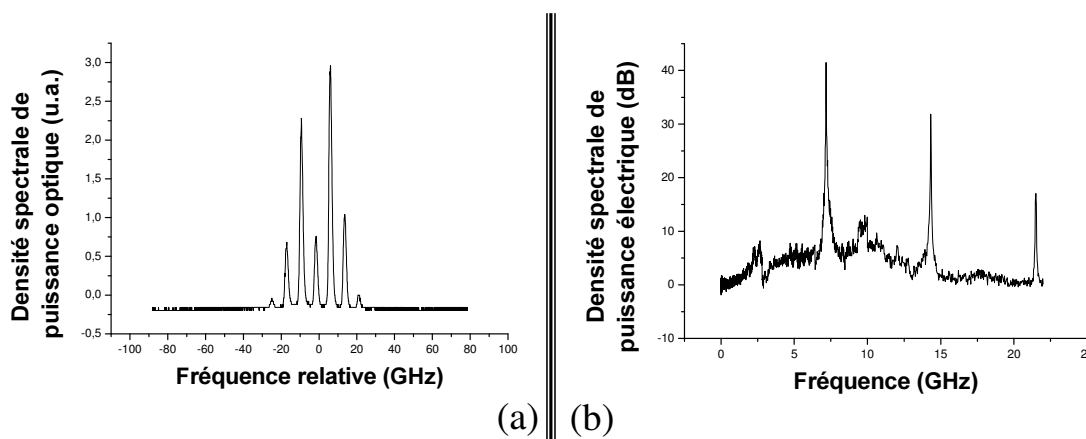 Densité spectrale de
puissance optique (u.a.)
3,0
2,5
2,0
1,5
1,0
0,5
0,0
-0,5
-100 -80 -60 -40 -20 0 20 40 60 80 100
Fréquence relative (GHz)
(a)
Densité spectrale de
puissance électrique (dB)
40
30
20
10
0
-10
0 5 10 15 20 25
Fréquence (GHz)
(b)